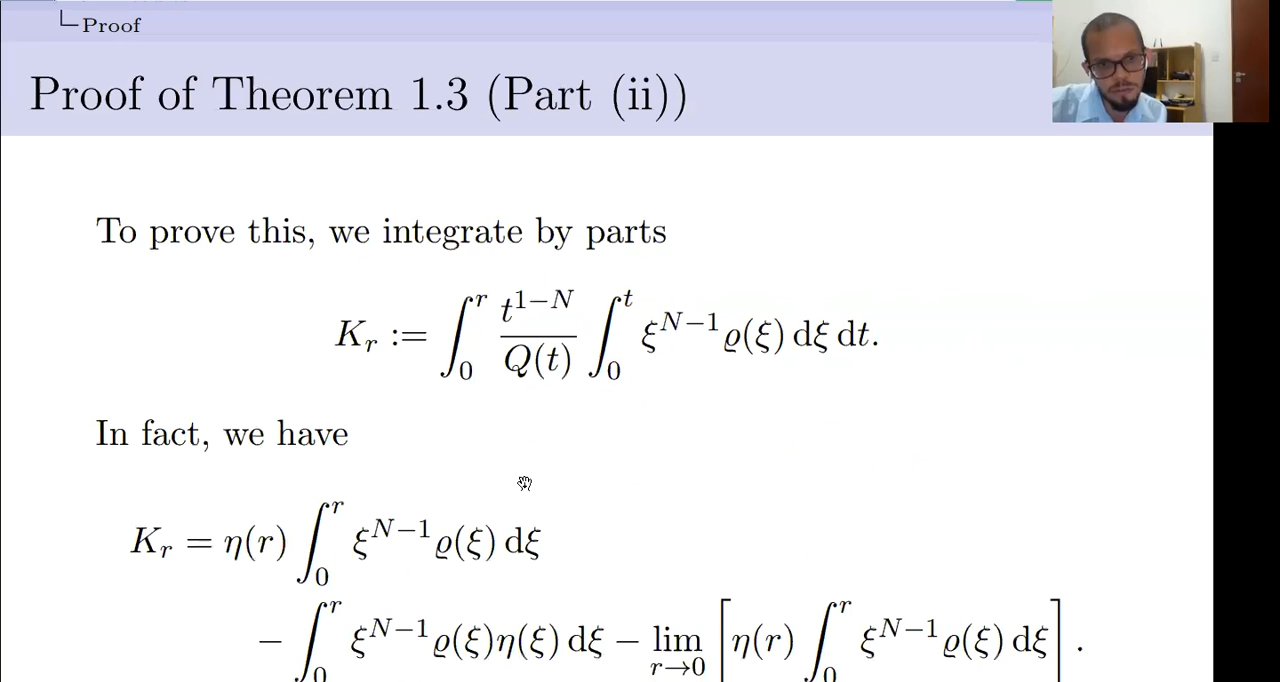 Proof
Proof of Theorem 1.3 (Part (ii))
To prove this, we integrate by parts
K_r := ∫_0^r t^{1−N}/Q(t) ∫_0^t ξ^{N−1}ϱ(ξ) dξ dt.
In fact, we have
K_r = η(r) ∫_0^r ξ^{N−1}ϱ(ξ) dξ
− ∫_0^r ξ^{N−1}ϱ(ξ)η(ξ) dξ − lim_{r→0} [η(r) ∫_0^r ξ^{N−1}ϱ(ξ) dξ] .